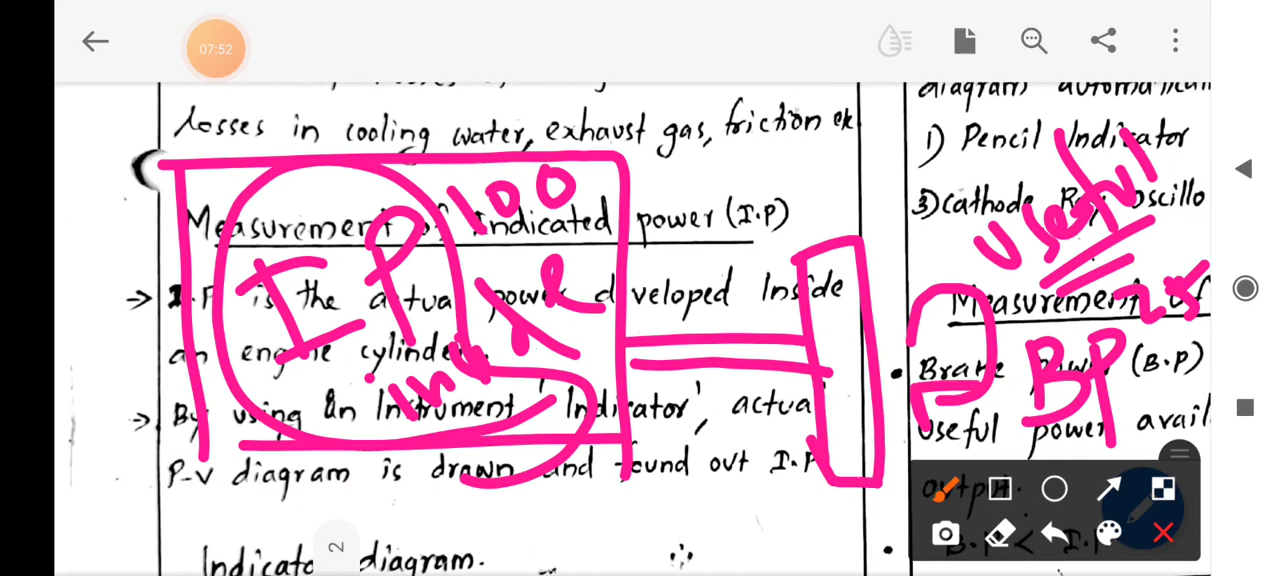 07:52
losses in cooling water, exhaust gas, friction
Measurement of Indicated power (I.P)
→ I.P is the actual power developed Inside
an engine cylinder.
→ By using an Instrument 'Indicator', actual
P-V diagram is drawn and found out I.P
Indicator diagram.
2
diagram
1) Pencil Indicator
3) Cathode Ray Oscillo
Measurement of
• Brake power (B.P)
Useful power avail
output.
• B.P < I.P
IP
100
Useful
25
BP